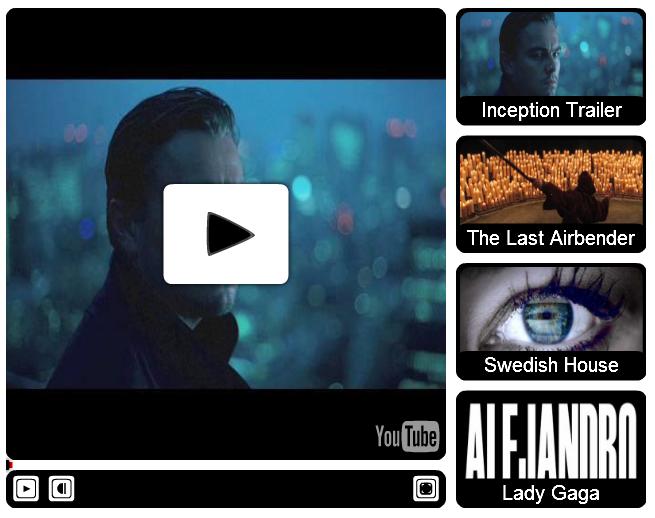 YouTube
Inception Trailer
The Last Airbender
Swedish House
ALEJANDRO
Lady Gaga